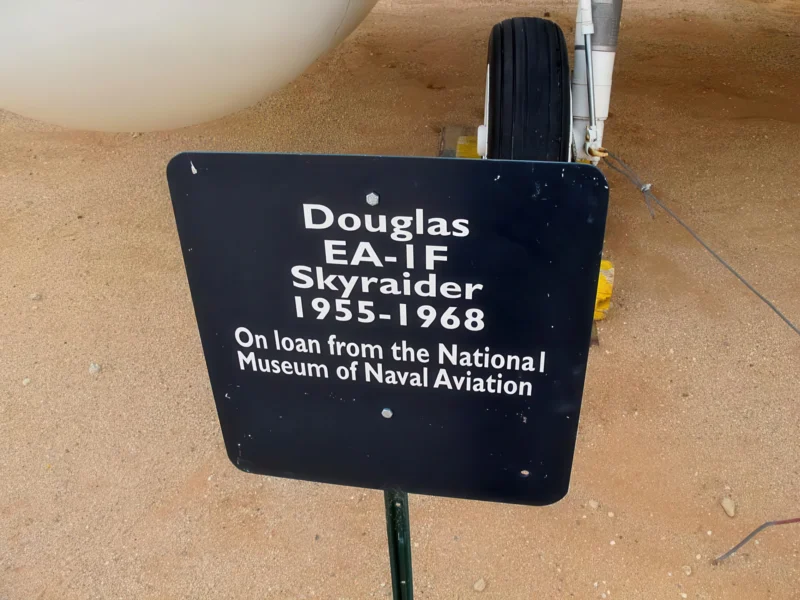 Douglas
EA-1F
Skyraider
1955-1968
On loan from the National
Museum of Naval Aviation